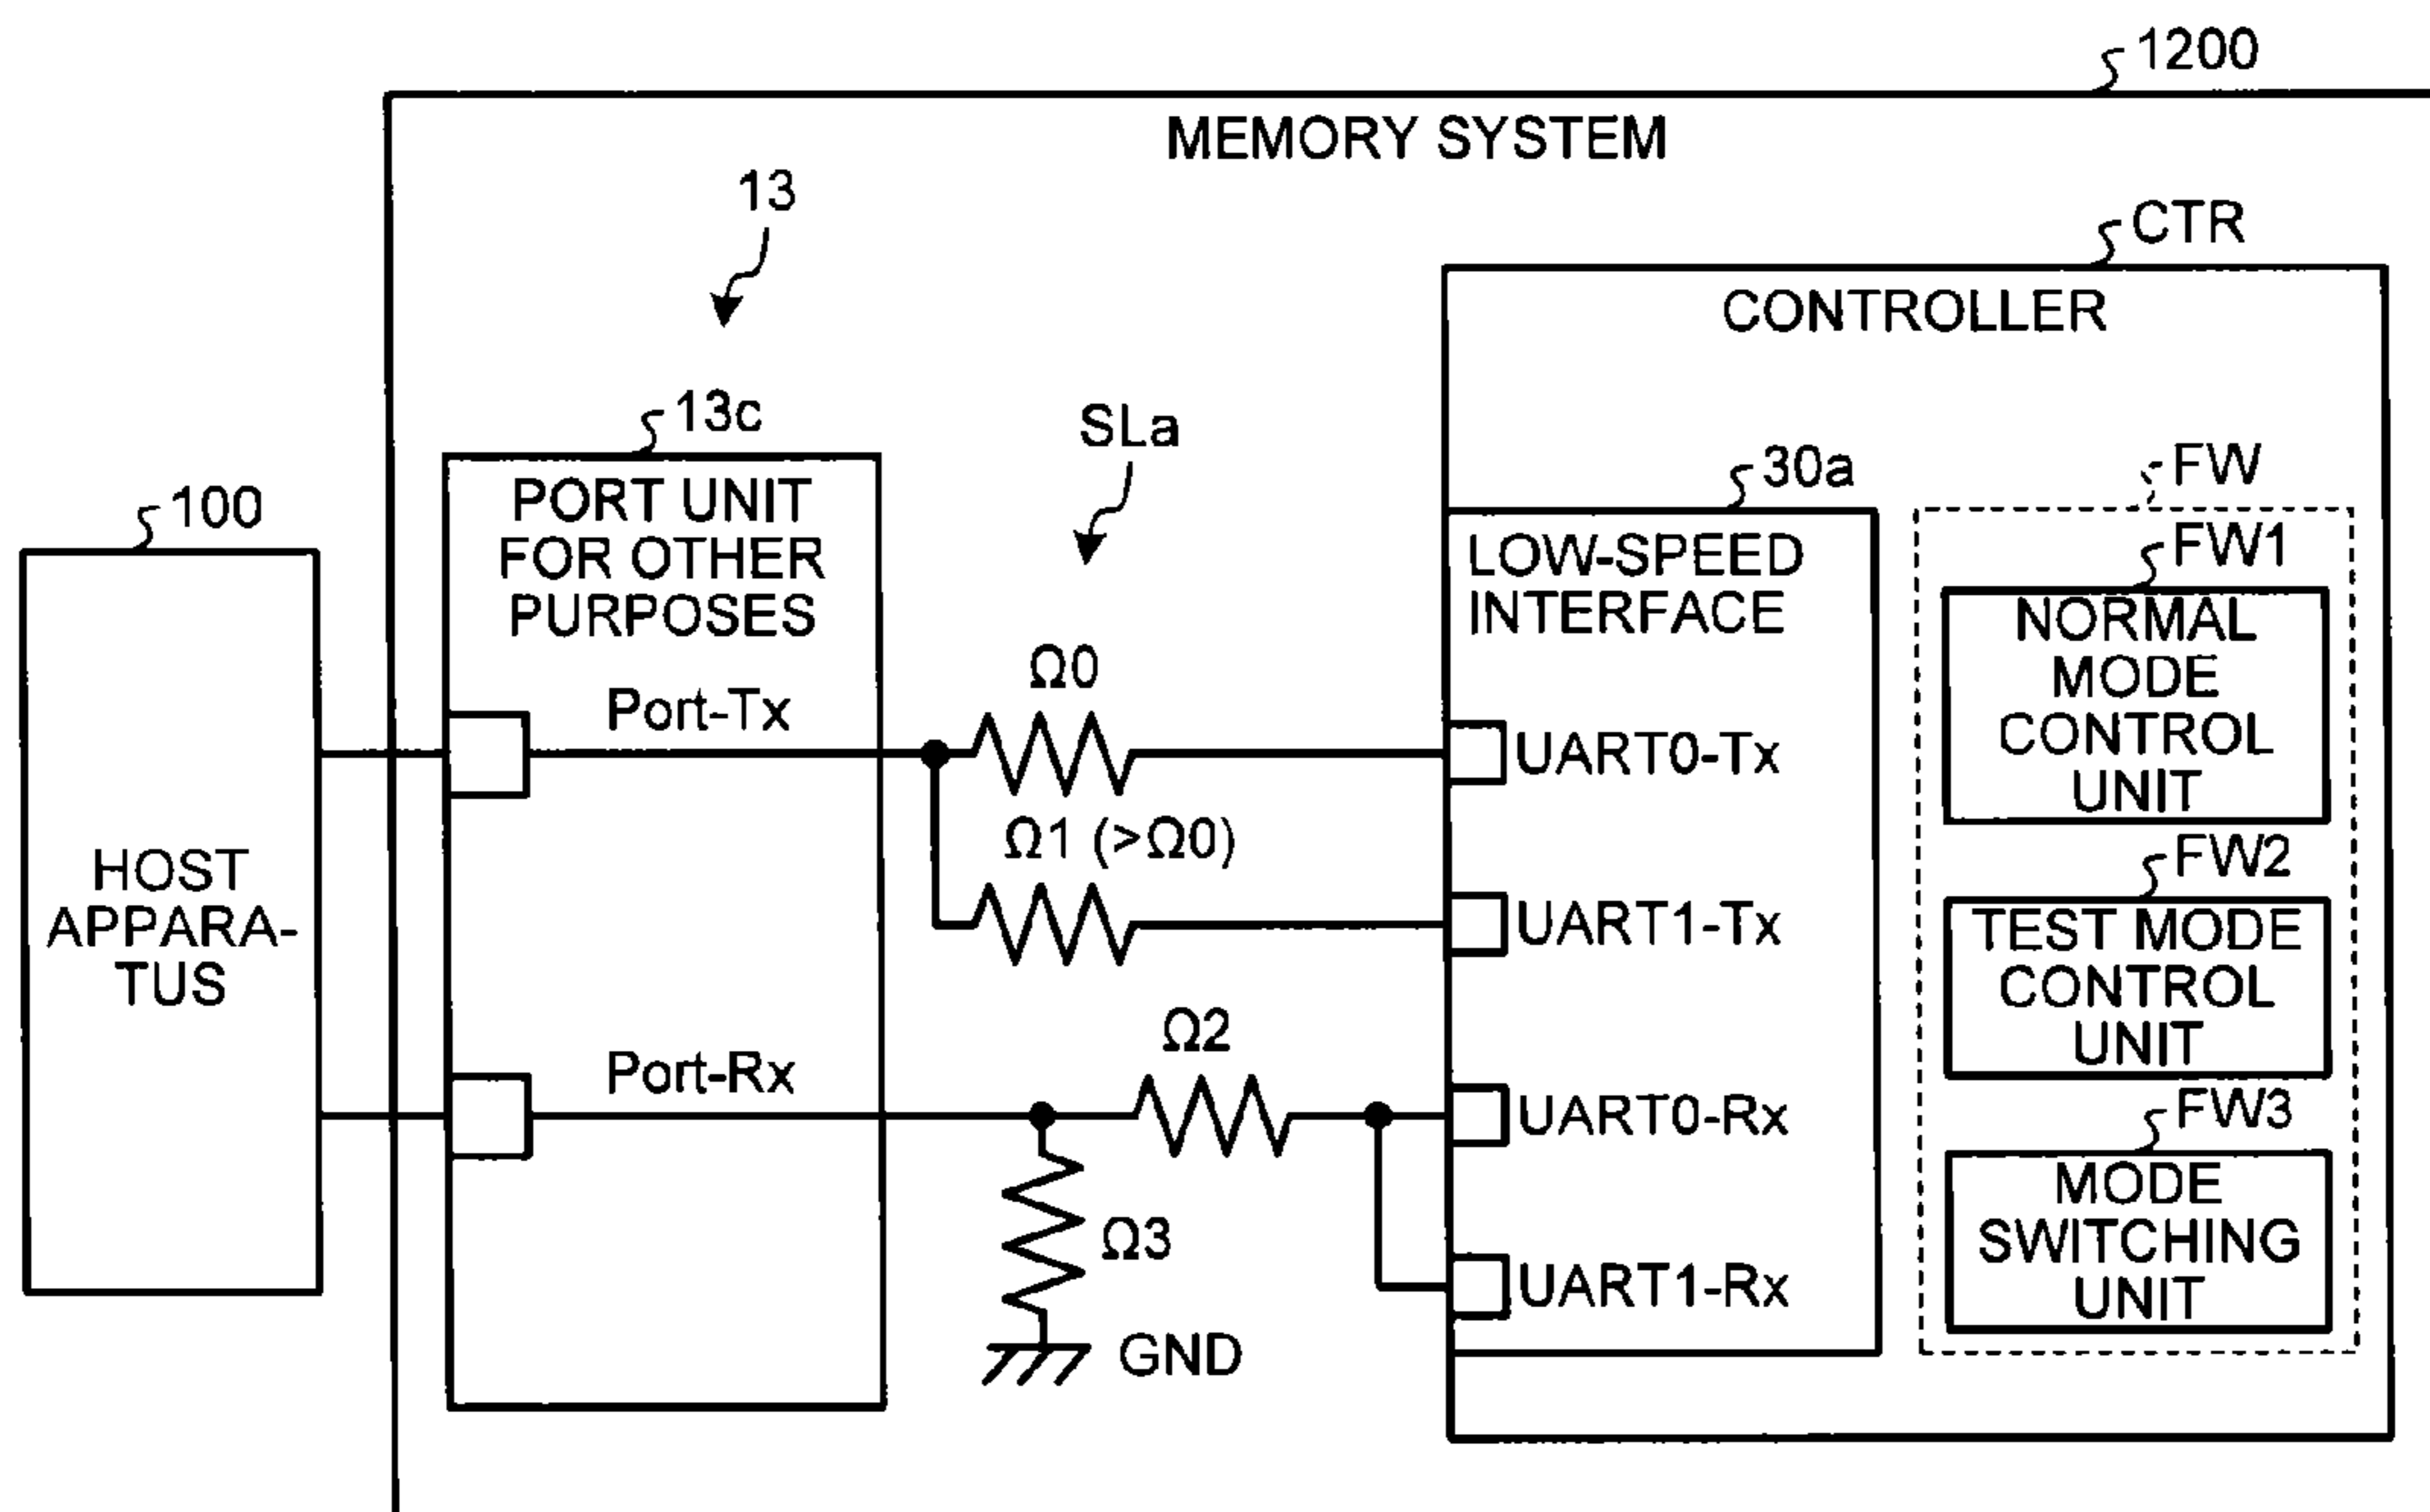 1200
MEMORY SYSTEM
13
CTR
CONTROLLER
13c
SLa
30a
FW
100
PORT UNIT
FOR OTHER
PURPOSES
LOW-SPEED
INTERFACE
FW1
NORMAL
MODE
CONTROL
UNIT
Ω0
Port-Tx
UART0-Tx
Ω1 (>Ω0)
HOST
APPARA-
TUS
UART1-Tx
FW2
TEST MODE
CONTROL
UNIT
Ω2
Port-Rx
UART0-Rx
FW3
MODE
SWITCHING
UNIT
Ω3
UART1-Rx
GND